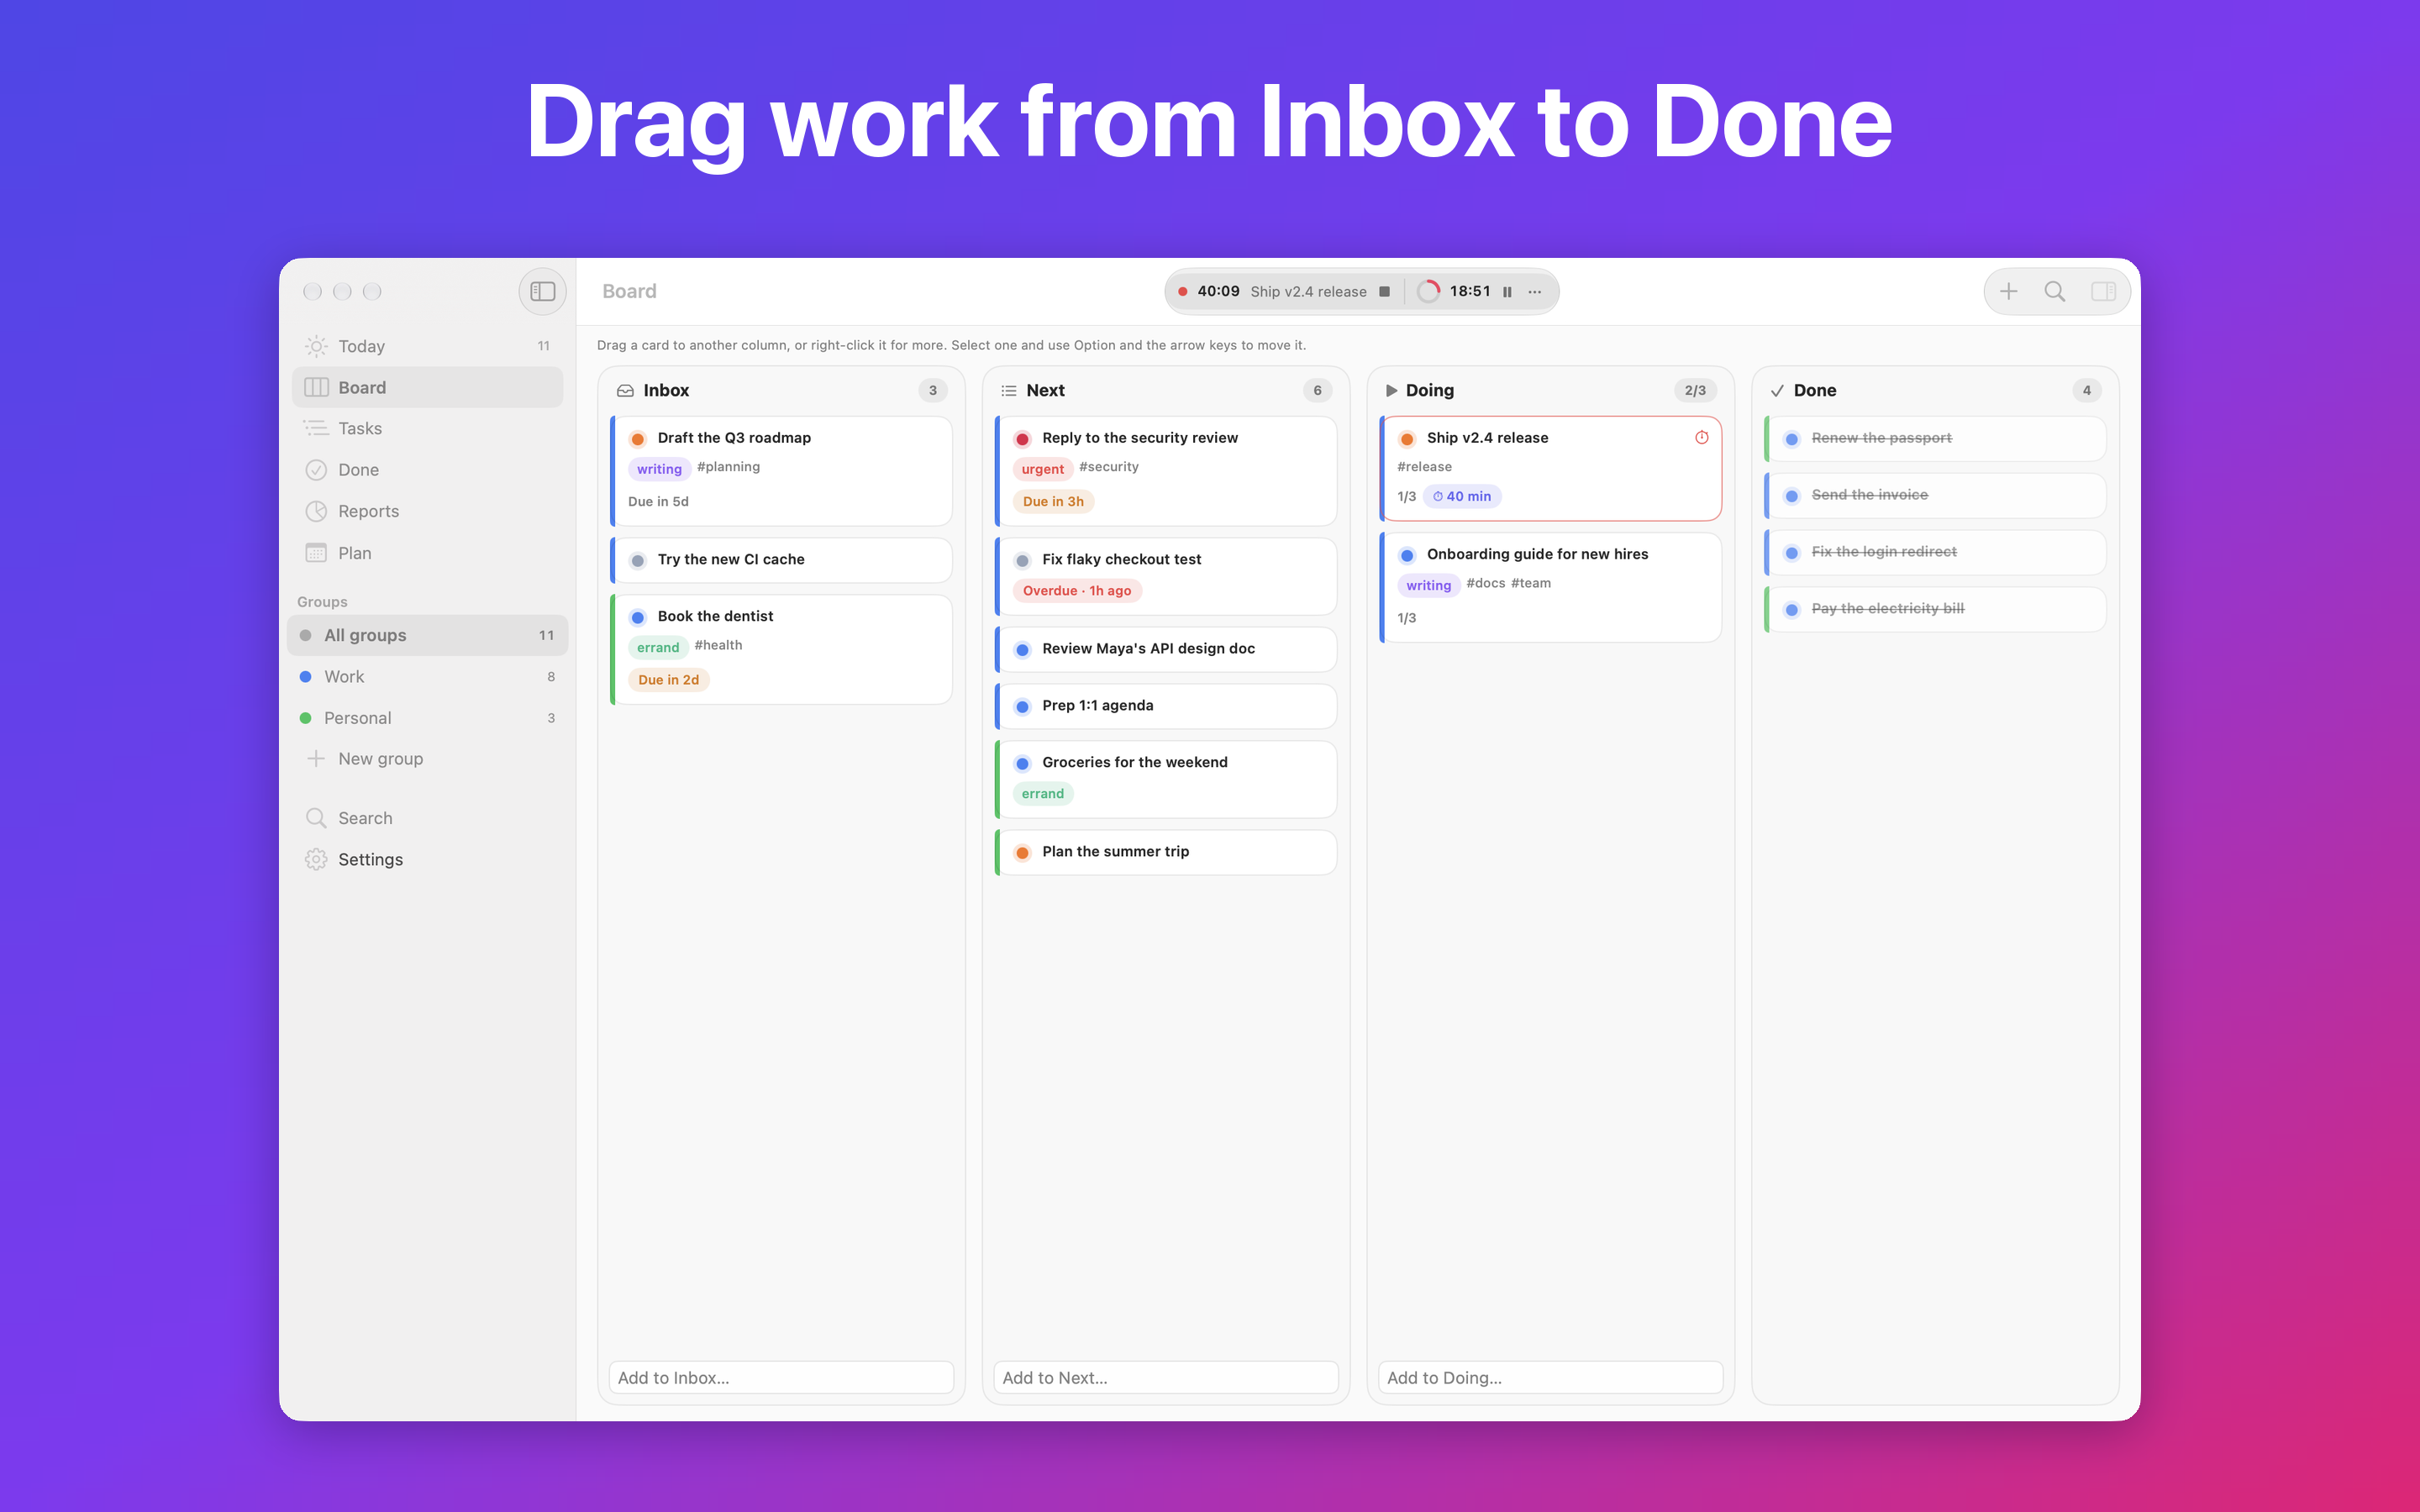 Drag work from Inbox to Done
Board
40:09 Ship v2.4 release 18:51
Today 11
Board
Tasks
Done
Reports
Plan
Groups
All groups 11
Work 8
Personal 3
New group
Search
Settings
Drag a card to another column, or right-click it for more. Select one and use Option and the arrow keys to move it.
Inbox 3
Draft the Q3 roadmap
writing #planning
Due in 5d
Try the new CI cache
Book the dentist
errand #health
Due in 2d
Add to Inbox...
Next 6
Reply to the security review
urgent #security
Due in 3h
Fix flaky checkout test
Overdue · 1h ago
Review Maya's API design doc
Prep 1:1 agenda
Groceries for the weekend
errand
Plan the summer trip
Add to Next...
Doing 2/3
Ship v2.4 release
#release
1/3 40 min
Onboarding guide for new hires
writing #docs #team
1/3
Add to Doing...
Done 4
Renew the passport
Send the invoice
Fix the login redirect
Pay the electricity bill